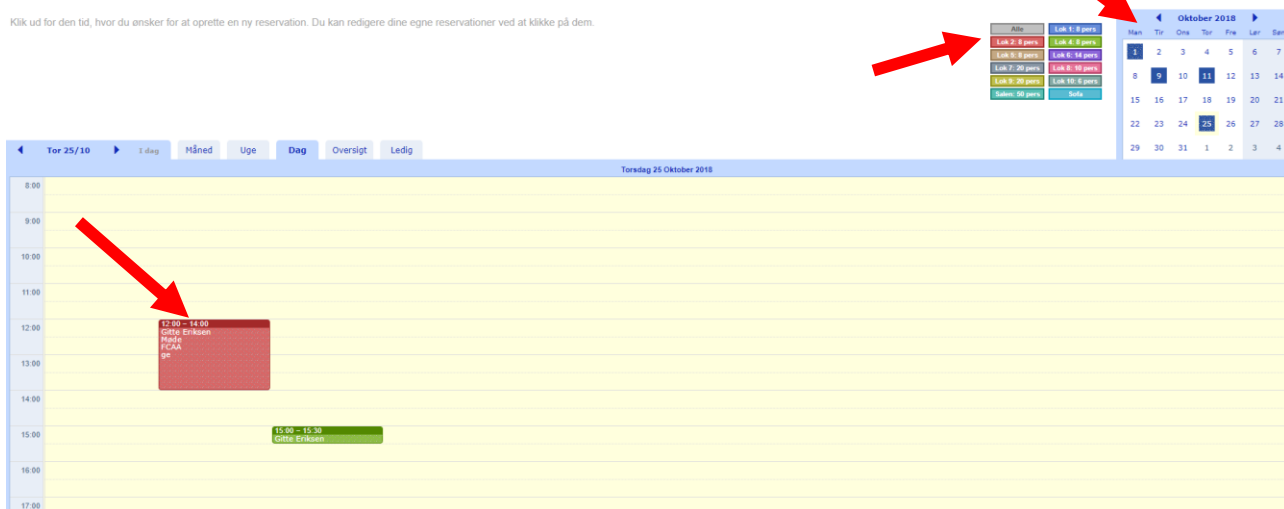 Klik ud for den tid, hvor du ønsker for at oprette en ny reservation. Du kan redigere dine egne reservationer ved at klikke på dem.
Alle Lok 1: 8 pers
Lok 2: 8 pers Lok 4: 8 pers
Lok 5: 8 pers Lok 6: 14 pers
Lok 7: 20 pers Lok 8: 10 pers
Lok 9: 20 pers Lok 10: 6 pers
Salen: 50 pers Sofa
Oktober 2018
Man Tir Ons Tor Fre Lør Søn
1 2 3 4 5 6 7
8 9 10 11 12 13 14
15 16 17 18 19 20 21
22 23 24 25 26 27 28
29 30 31 1 2 3 4
Tor 25/10 I dag Måned Uge Dag Oversigt Ledig
Torsdag 25 Oktober 2018
8:00
9:00
10:00
11:00
12:00
12:00 – 14:00
Gitte Eriksen
Møde
FCAA
ge
13:00
14:00
15:00
15:00 – 15:30
Gitte Eriksen
16:00
17:00